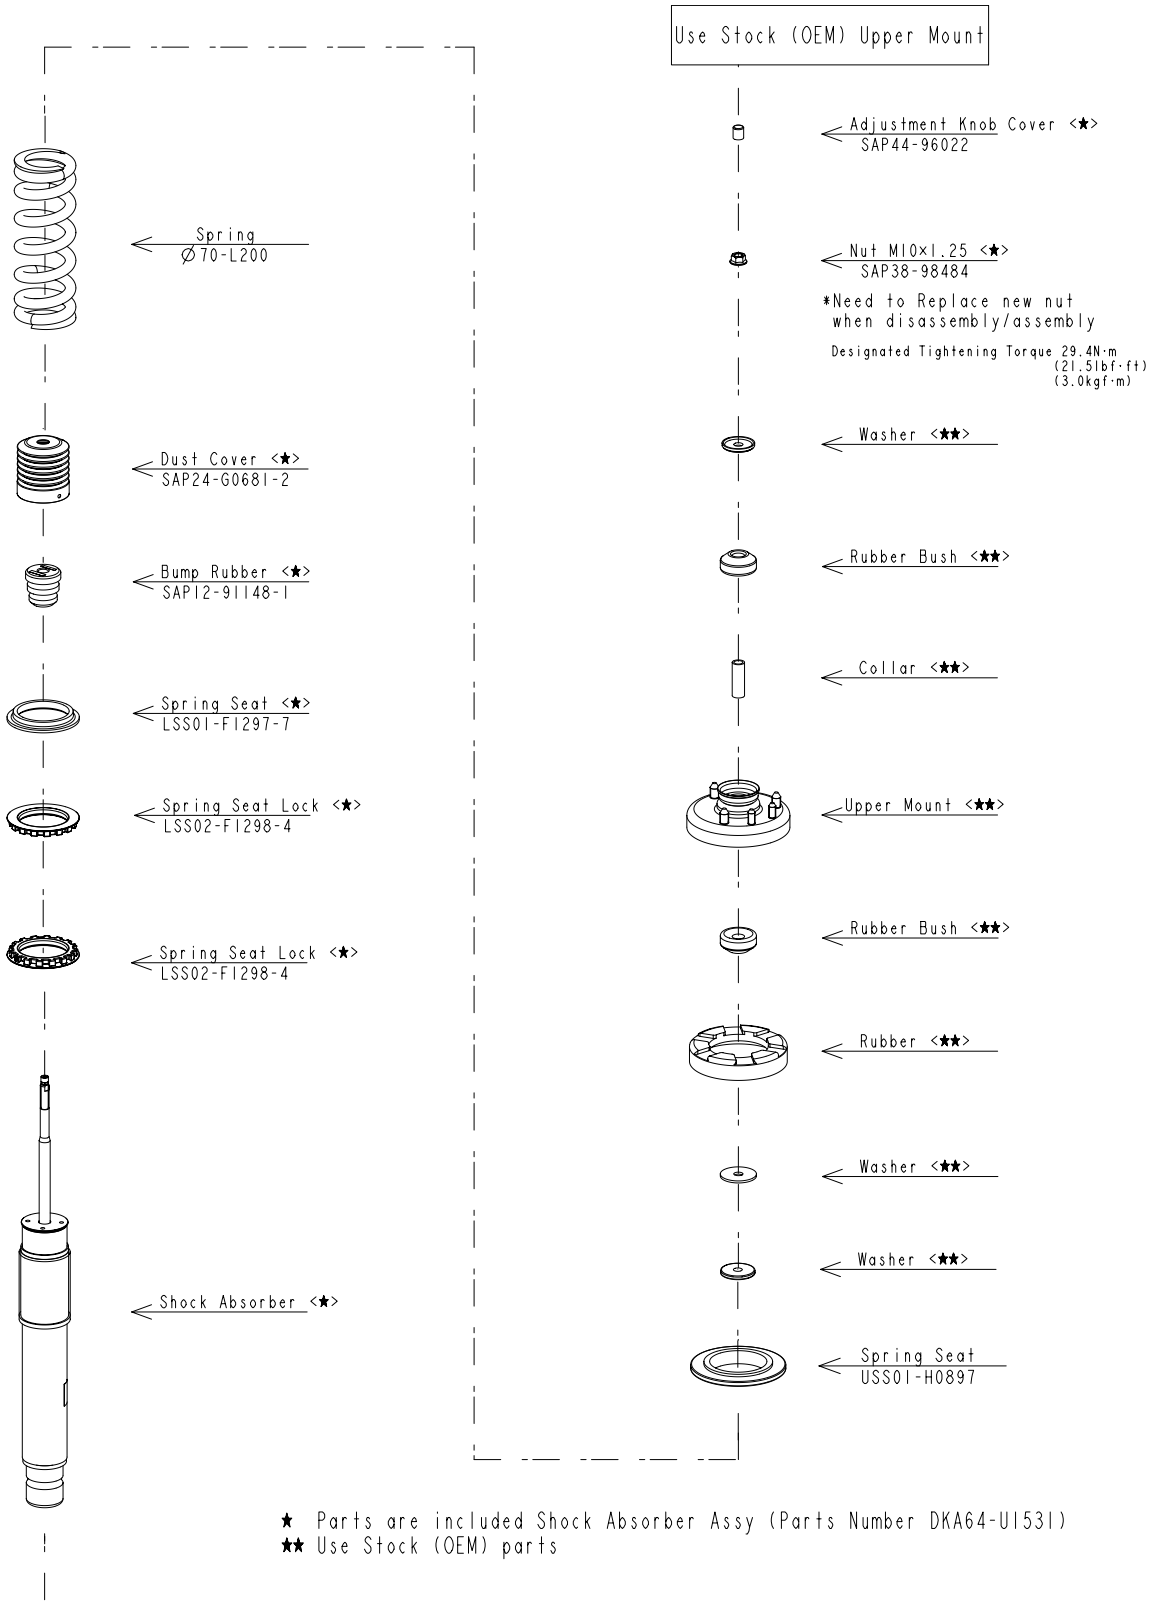 Use Stock (OEM) Upper Mount
Adjustment Knob Cover <★>
SAP44-96022
Nut M10×1.25 <★>
SAP38-98484
*Need to Replace new nut
when disassembly/assembly
Designated Tightening Torque 29.4N·m
(21.5lbf·ft)
(3.0kgf·m)
Washer <★★>
Rubber Bush <★★>
Collar <★★>
Upper Mount <★★>
Rubber Bush <★★>
Rubber <★★>
Washer <★★>
Washer <★★>
Spring Seat
USS01-H0897
Spring
Ø70-L200
Dust Cover <★>
SAP24-G0681-2
Bump Rubber <★>
SAP12-91148-1
Spring Seat <★>
LSS01-F1297-7
Spring Seat Lock <★>
LSS02-F1298-4
Spring Seat Lock <★>
LSS02-F1298-4
Shock Absorber <★>
★ Parts are included Shock Absorber Assy (Parts Number DKA64-U1531)
★★ Use Stock (OEM) parts